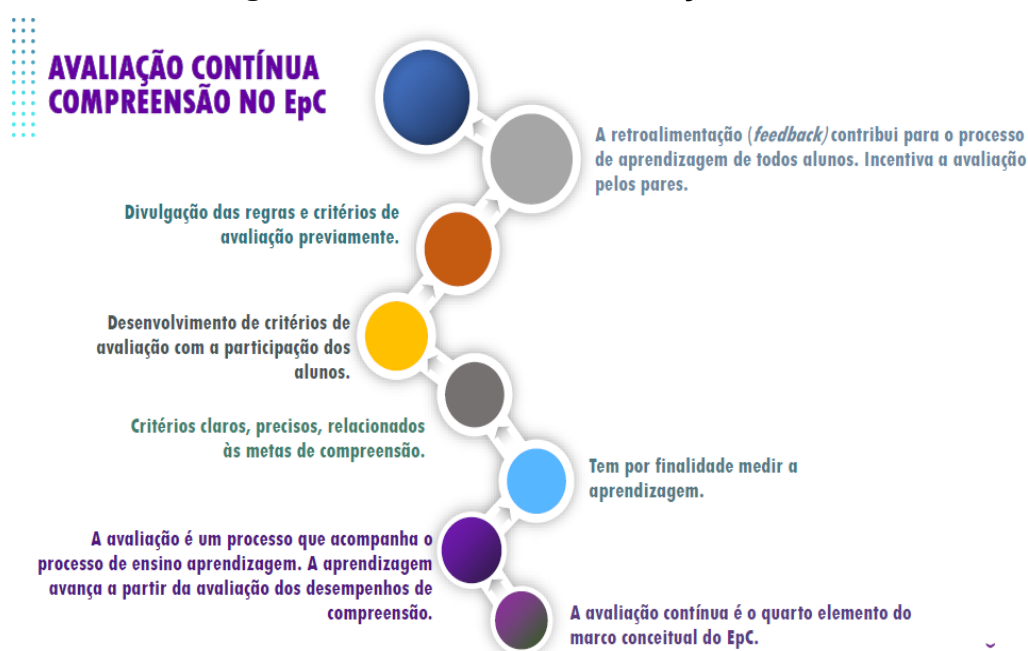 AVALIAÇÃO CONTÍNUA
COMPREENSÃO NO EpC
A retroalimentação (feedback) contribui para o processo
de aprendizagem de todos alunos. Incentiva a avaliação
pelos pares.
Divulgação das regras e critérios de
avaliação previamente.
Desenvolvimento de critérios de
avaliação com a participação dos
alunos.
Critérios claros, precisos, relacionados
às metas de compreensão.
Tem por finalidade medir a
aprendizagem.
A avaliação é um processo que acompanha o
processo de ensino aprendizagem. A aprendizagem
avança a partir da avaliação dos desempenhos de
compreensão.
A avaliação contínua é o quarto elemento do
marco conceitual do EpC.